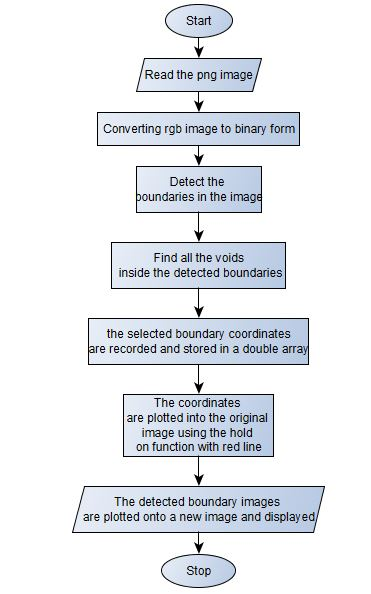 Start
Read the png image
Converting rgb image to binary form
Detect the
boundaries in the image
Find all the voids
inside the detected boundaries
the selected boundary coordinates
are recorded and stored in a double array
The coordinates
are plotted into the original
image using the hold
on function with red line
The detected boundary images
are plotted onto a new image and displayed
Stop